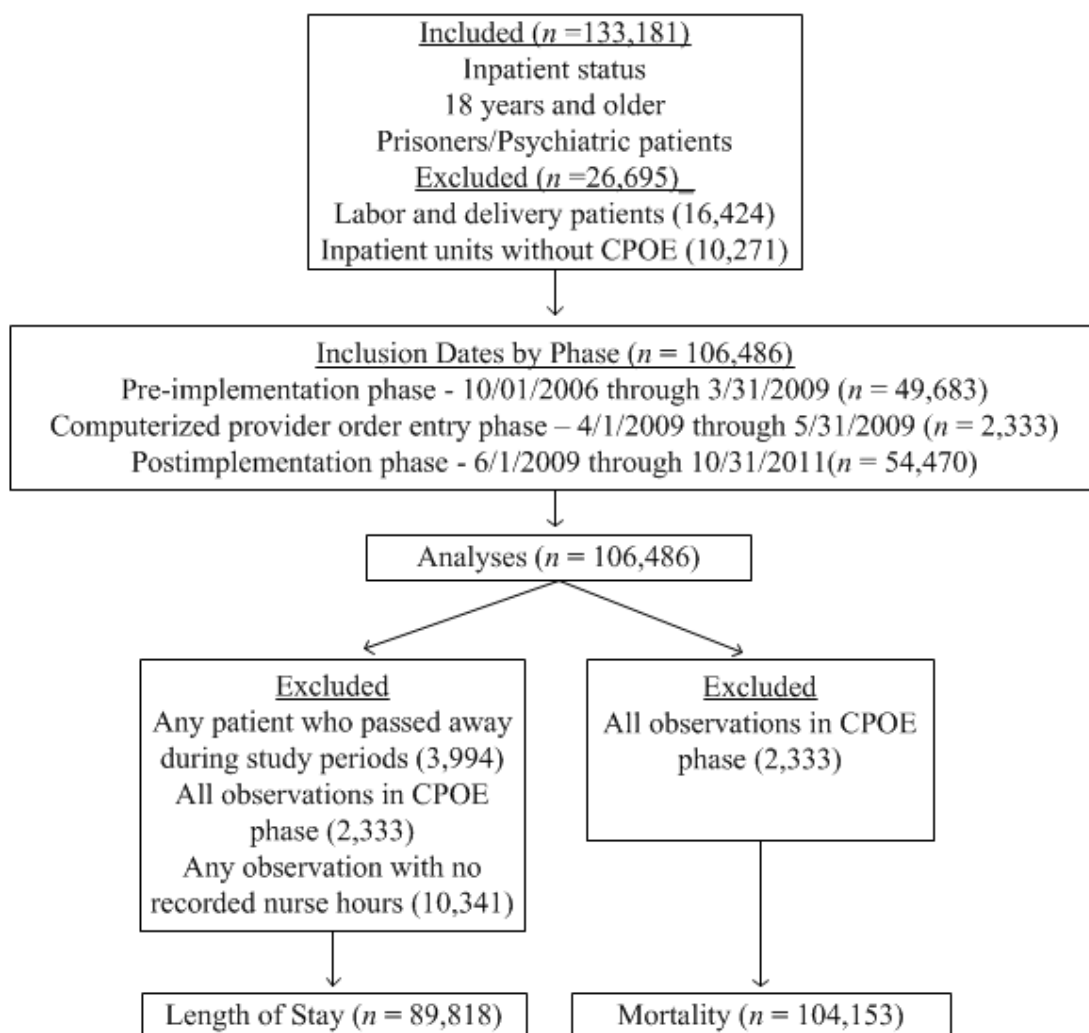 Included (n =133,181)
Inpatient status
18 years and older
Prisoners/Psychiatric patients
Excluded (n =26,695)_
Labor and delivery patients (16,424)
Inpatient units without CPOE (10,271)
Inclusion Dates by Phase (n = 106,486)
Pre-implementation phase - 10/01/2006 through 3/31/2009 (n = 49,683)
Computerized provider order entry phase – 4/1/2009 through 5/31/2009 (n = 2,333)
Postimplementation phase - 6/1/2009 through 10/31/2011(n = 54,470)
Analyses (n = 106,486)
Excluded
Any patient who passed away
during study periods (3,994)
All observations in CPOE
phase (2,333)
Any observation with no
recorded nurse hours (10,341)
Excluded
All observations in CPOE
phase (2,333)
Length of Stay (n = 89,818)
Mortality (n = 104,153)